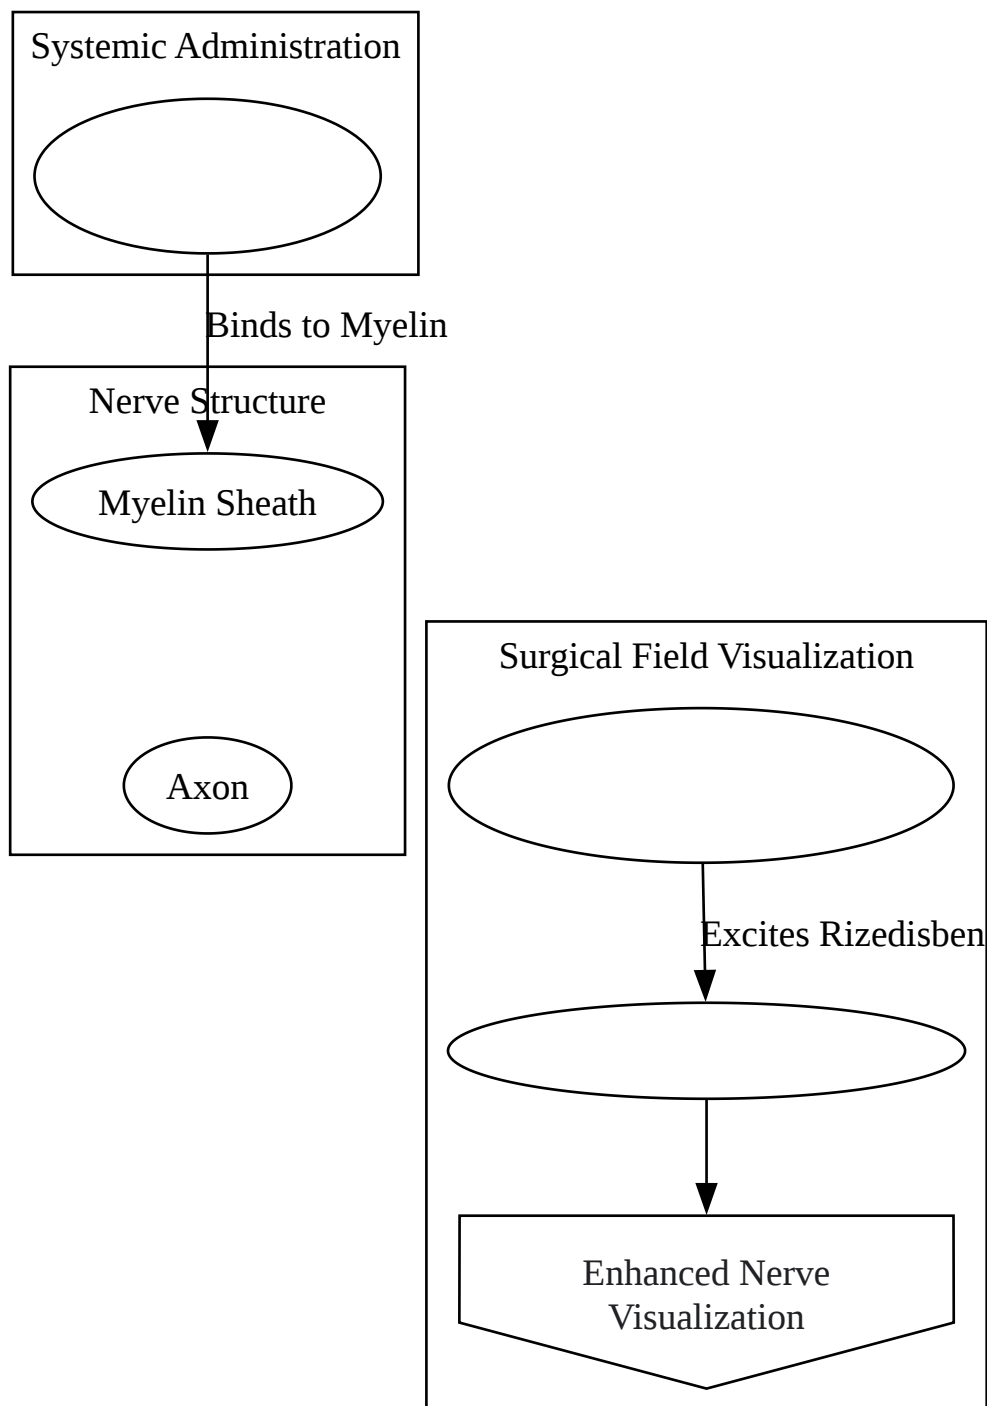 Systemic Administration
Binds to Myelin
Nerve Structure
Myelin Sheath
Axon
Surgical Field Visualization
Excites Rizedisben
Enhanced Nerve
Visualization